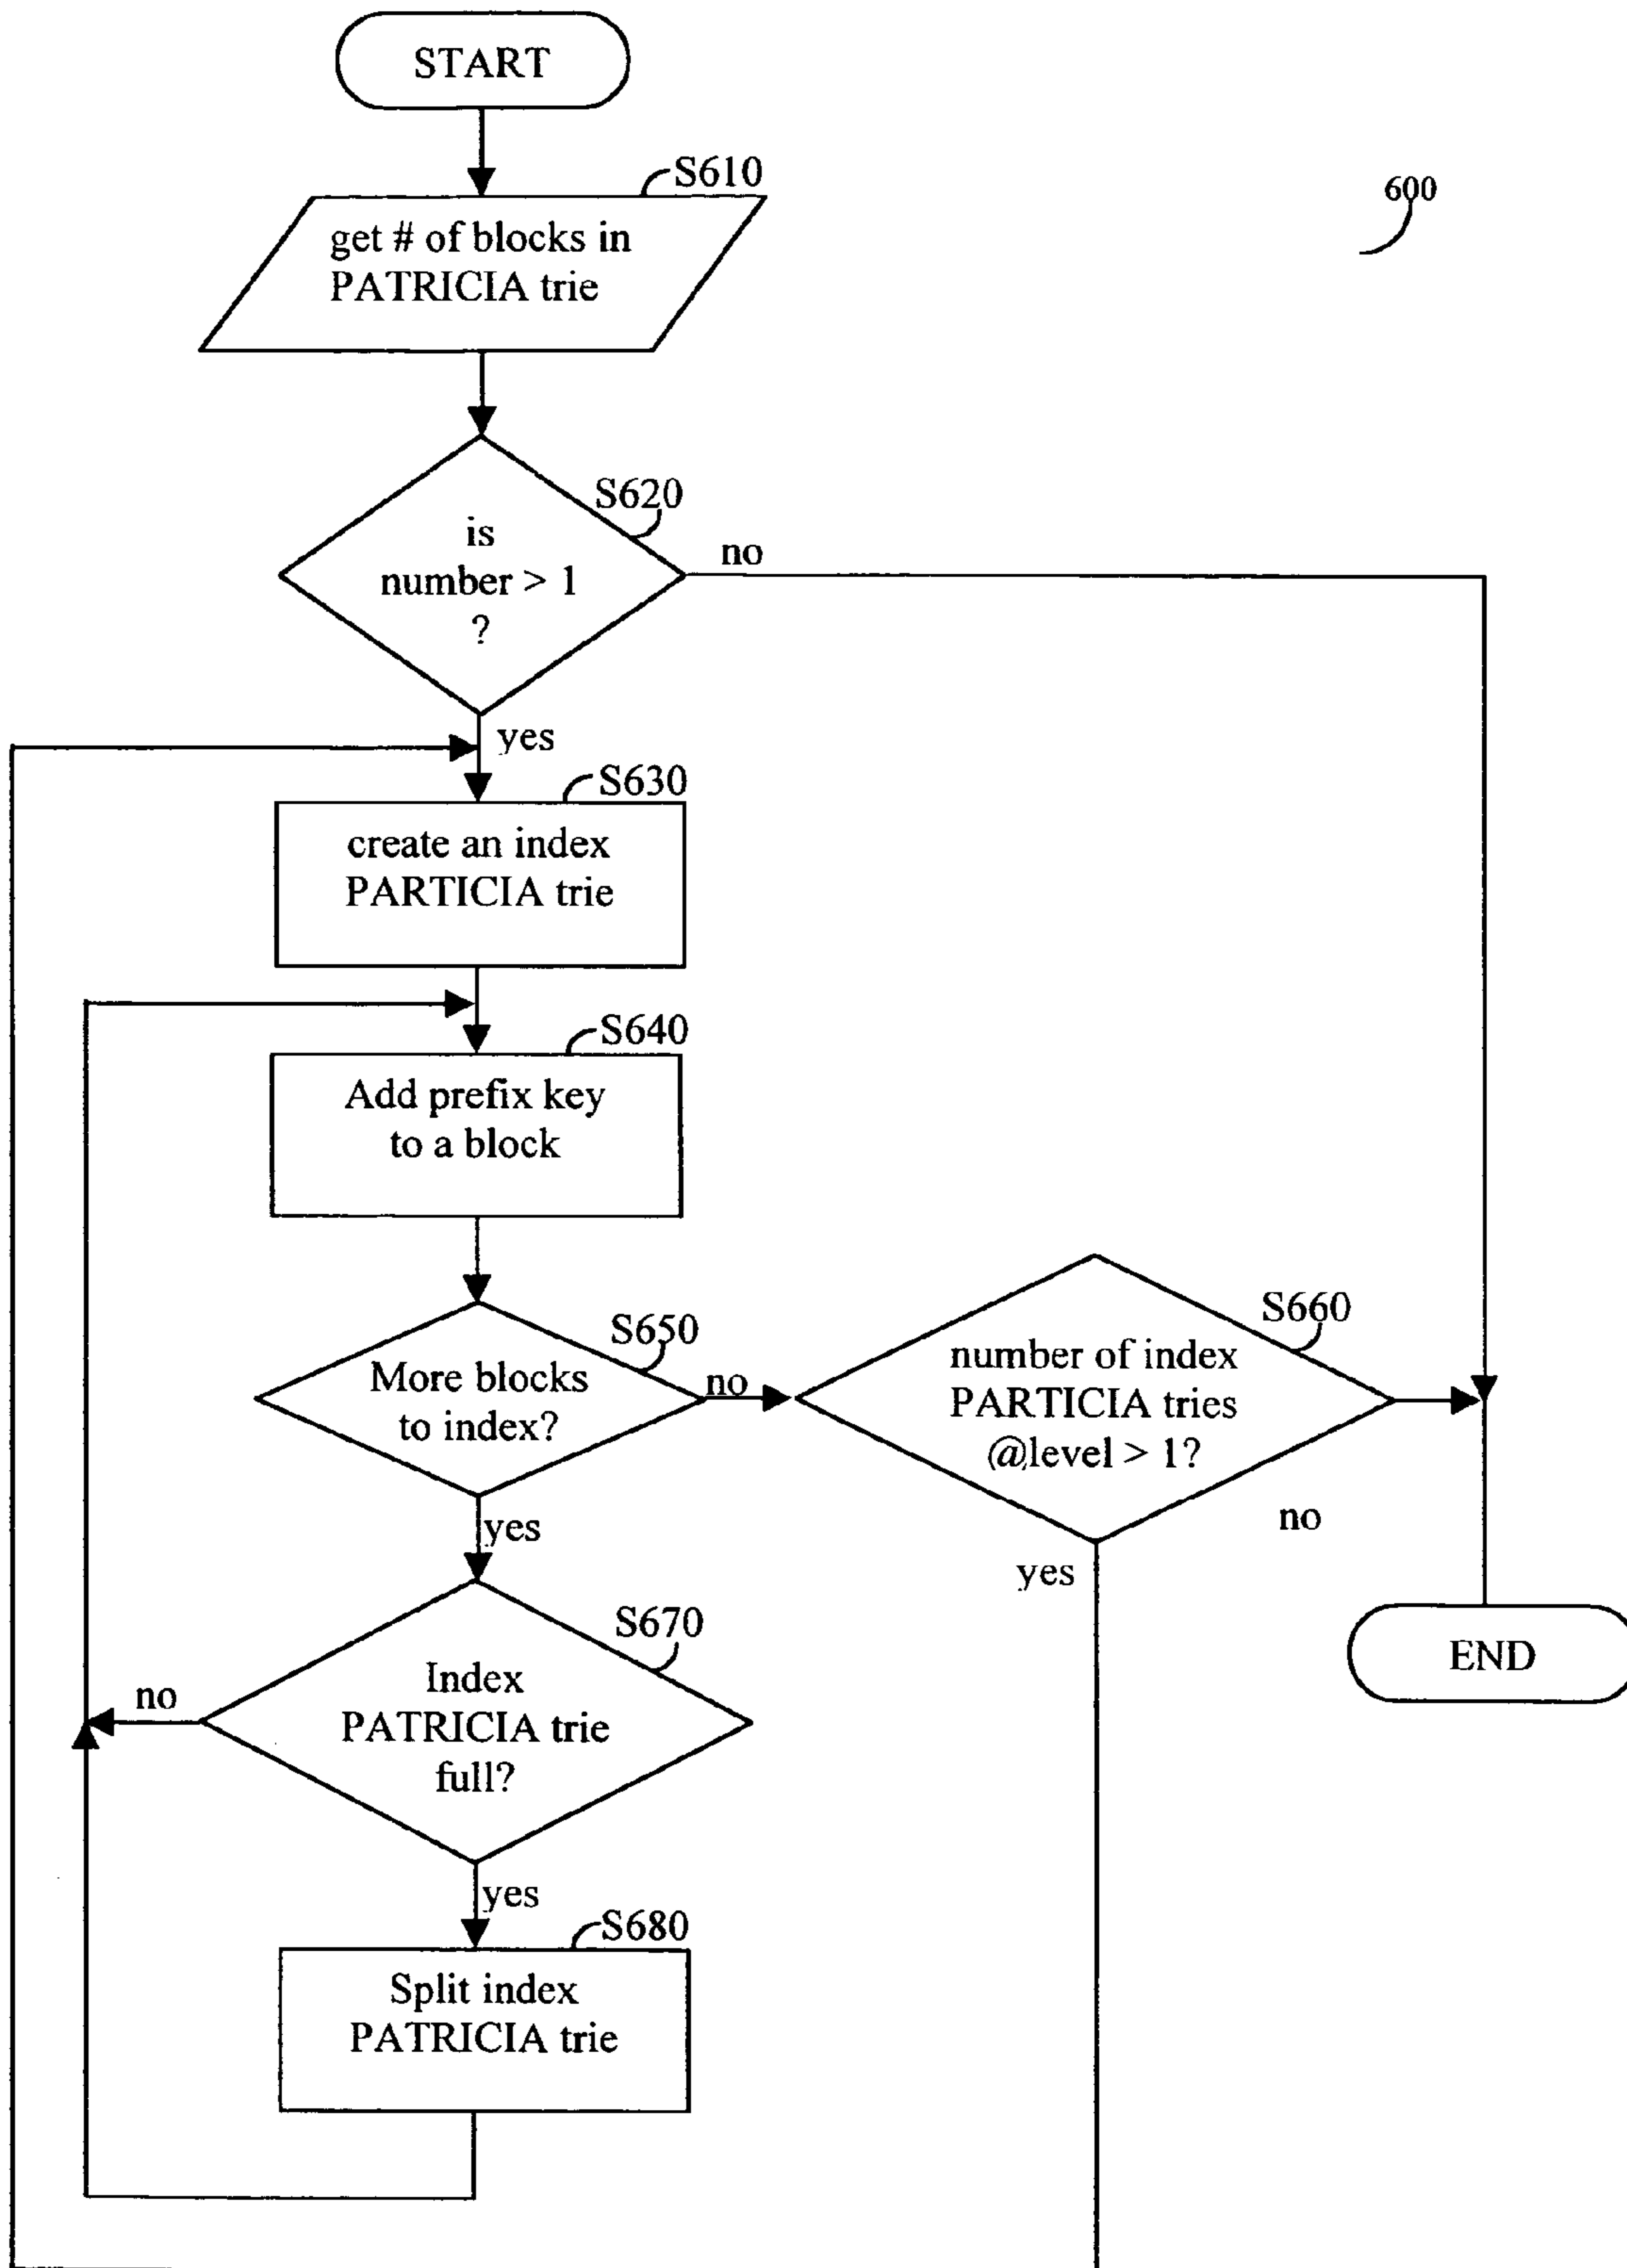 START
S610
600
get # of blocks in
PATRICIA trie
S620
is
number > 1
?
no
yes
S630
create an index
PARTICIA trie
S640
Add prefix key
to a block
S650
More blocks
to index?
no
S660
number of index
PARTICIA tries
@level > 1?
no
yes
yes
S670
Index
PATRICIA trie
full?
no
END
yes
S680
Split index
PATRICIA trie